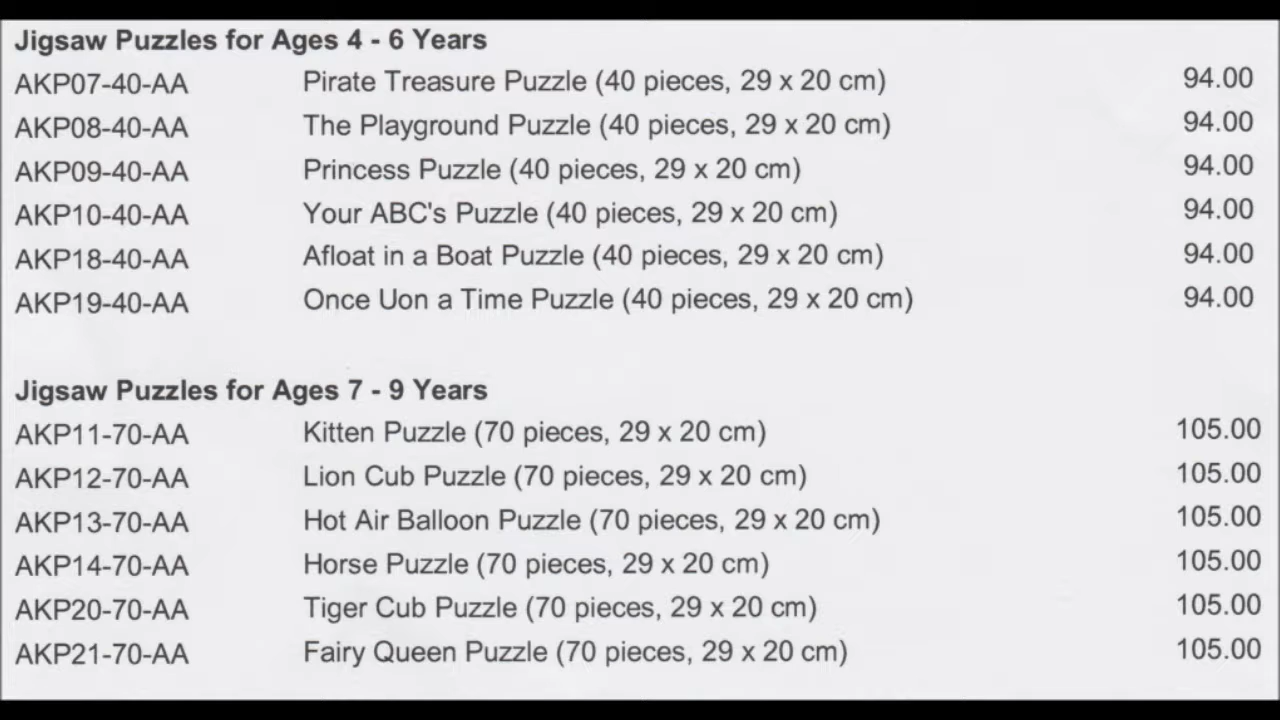 Jigsaw Puzzles for Ages 4 - 6 Years
AKP07-40-AA Pirate Treasure Puzzle (40 pieces, 29 x 20 cm) 94.00
AKP08-40-AA The Playground Puzzle (40 pieces, 29 x 20 cm) 94.00
AKP09-40-AA Princess Puzzle (40 pieces, 29 x 20 cm) 94.00
AKP10-40-AA Your ABC's Puzzle (40 pieces, 29 x 20 cm) 94.00
AKP18-40-AA Afloat in a Boat Puzzle (40 pieces, 29 x 20 cm) 94.00
AKP19-40-AA Once Uon a Time Puzzle (40 pieces, 29 x 20 cm) 94.00
Jigsaw Puzzles for Ages 7 - 9 Years
AKP11-70-AA Kitten Puzzle (70 pieces, 29 x 20 cm) 105.00
AKP12-70-AA Lion Cub Puzzle (70 pieces, 29 x 20 cm) 105.00
AKP13-70-AA Hot Air Balloon Puzzle (70 pieces, 29 x 20 cm) 105.00
AKP14-70-AA Horse Puzzle (70 pieces, 29 x 20 cm) 105.00
AKP20-70-AA Tiger Cub Puzzle (70 pieces, 29 x 20 cm) 105.00
AKP21-70-AA Fairy Queen Puzzle (70 pieces, 29 x 20 cm) 105.00